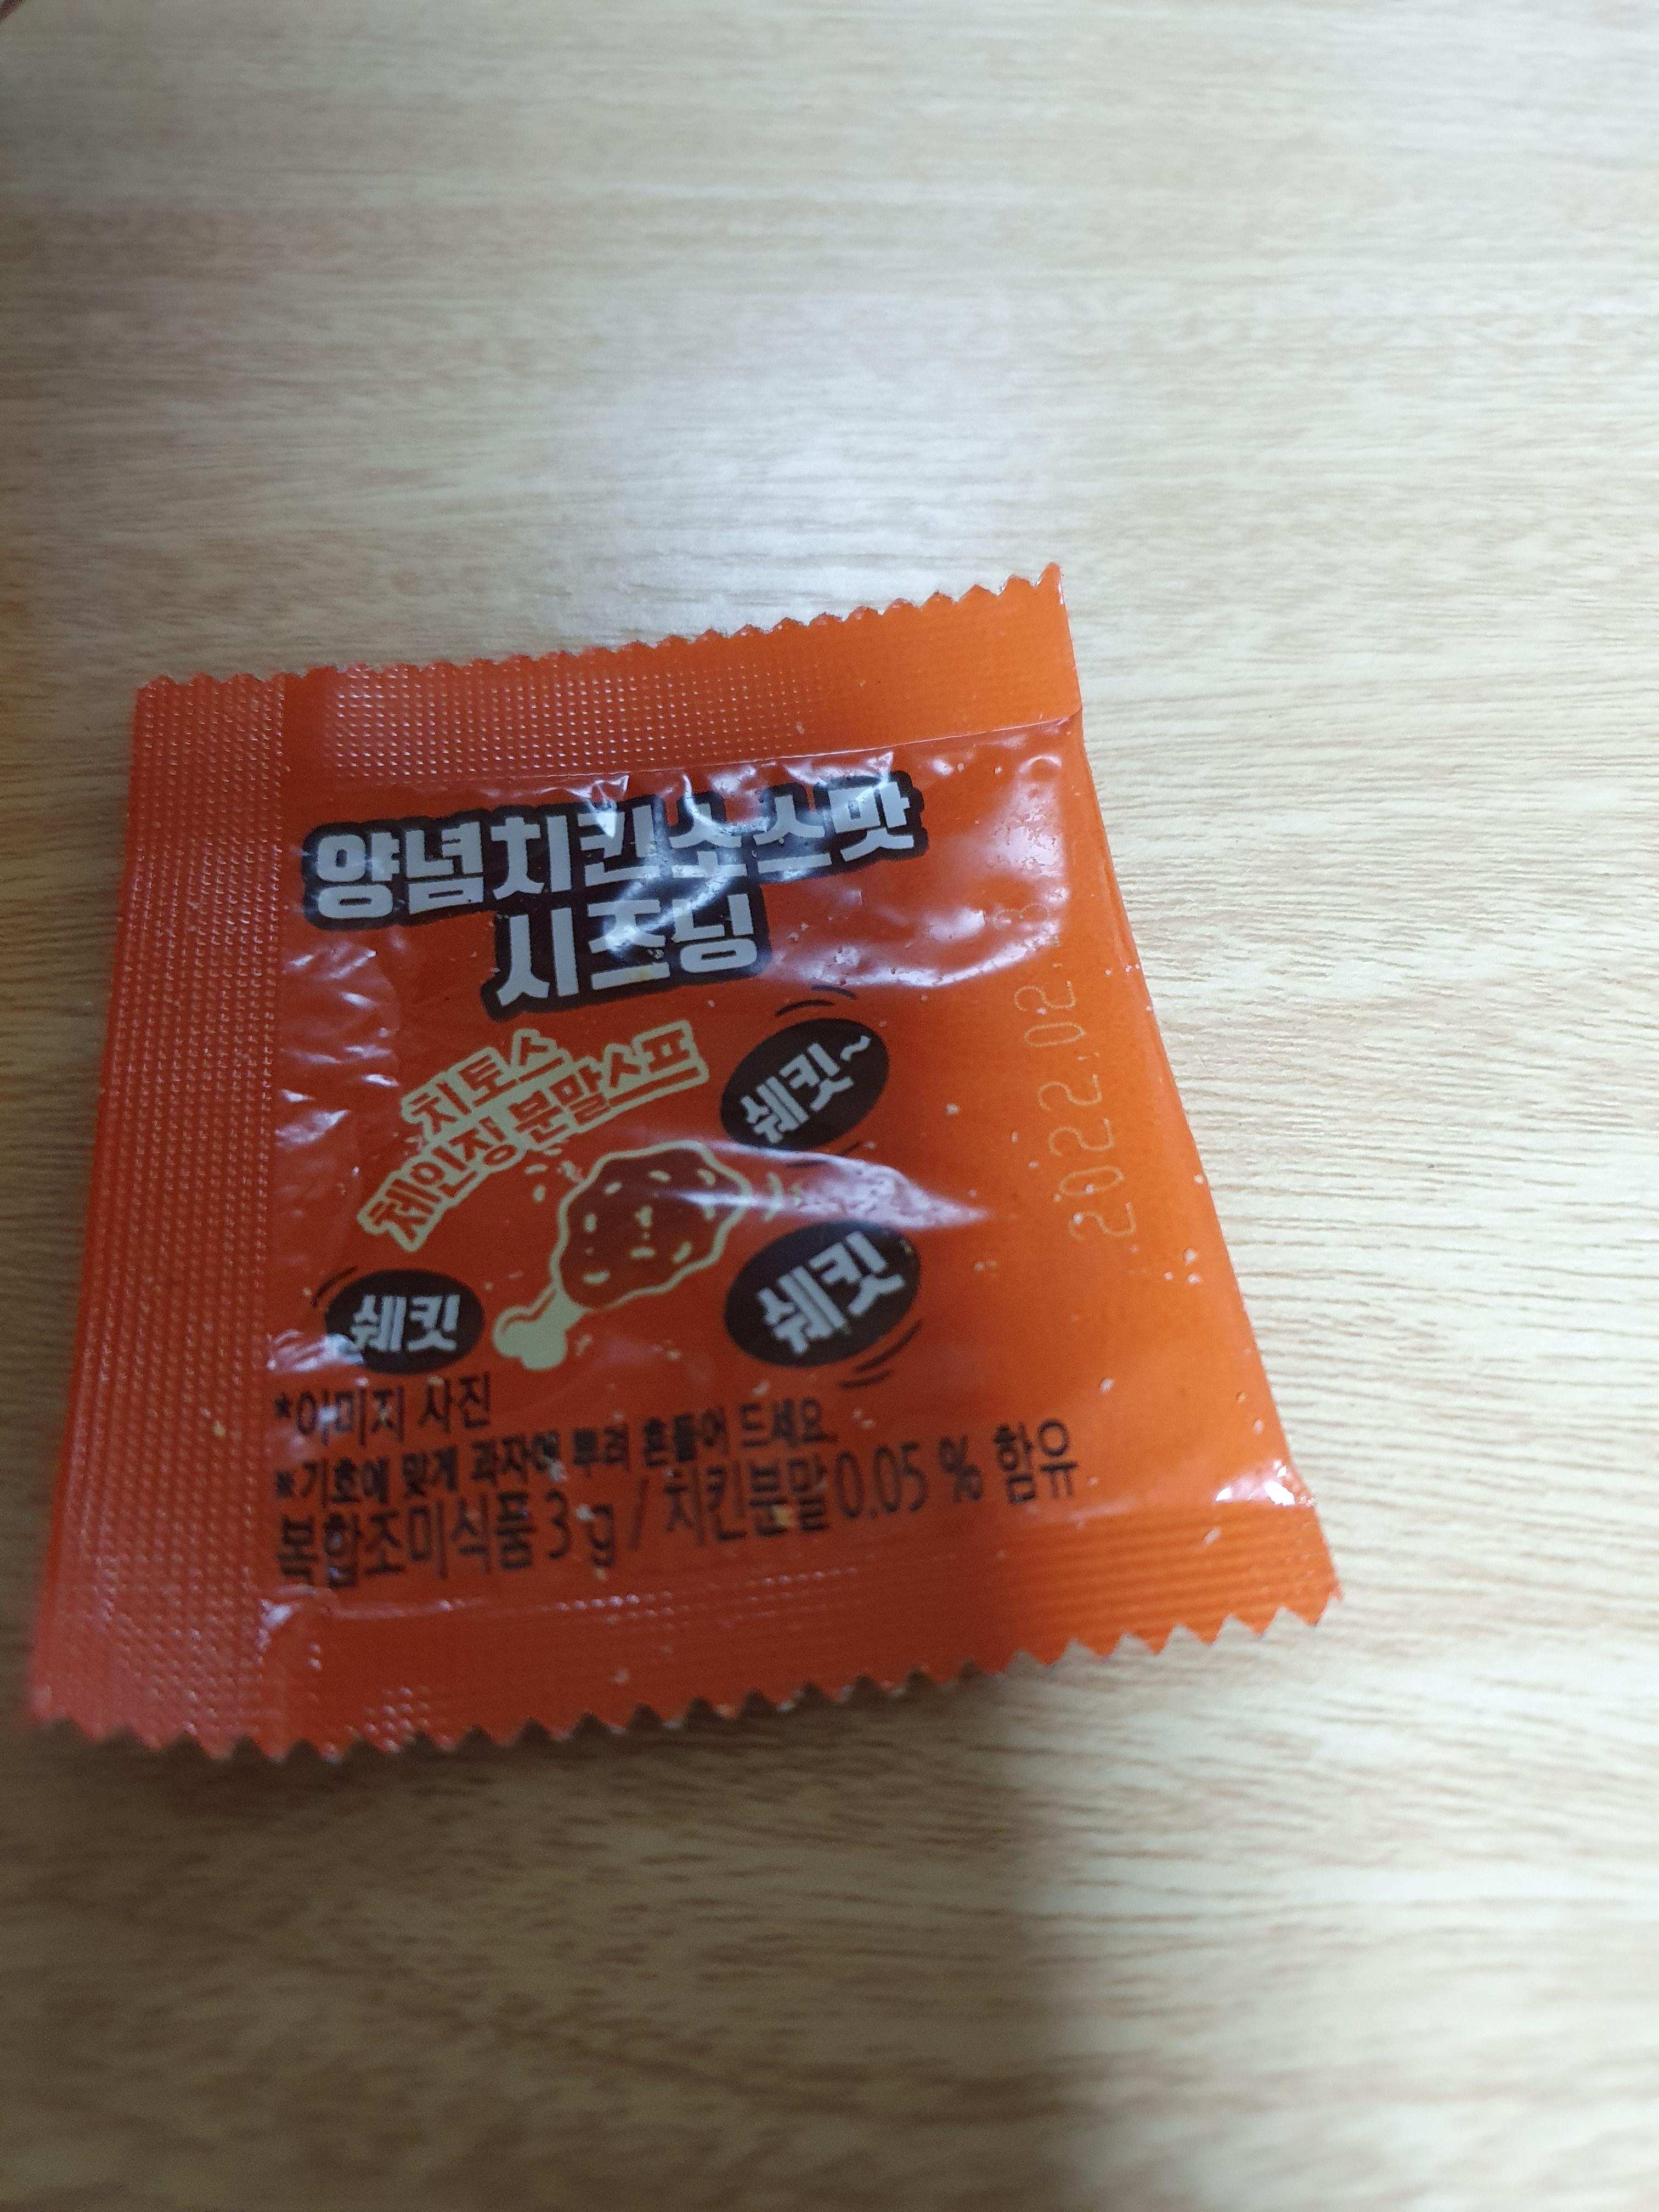 양념치킨소스맛
시즈닝
치토스
체인징 분말스프
쉐킷~
쉐킷
쉐킷
*이미지 사진
※기호에 맞게 과자에 뿌려 흔들어 드세요.
복합조미식품 3 g / 치킨분말 0.05 % 함유
2022.02.